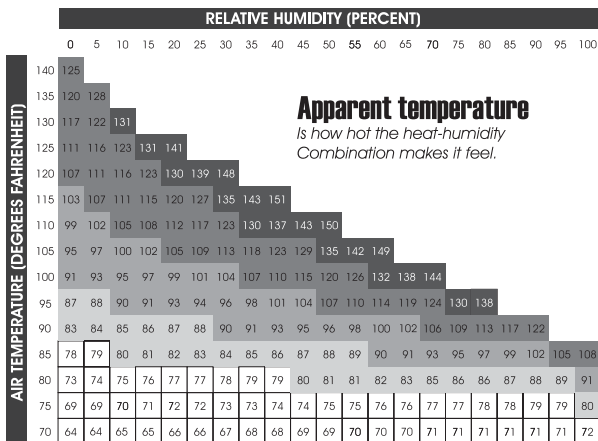 RELATIVE HUMIDITY (PERCENT)
0 5 10 15 20 25 30 35 40 45 50 55 60 65 70 75 80 85 90 95 100
AIR TEMPERATURE (DEGREES FAHRENHEIT)
140 125
135 120 128
130 117 122 131
125 111 116 123 131 141
120 107 111 116 123 130 139 148
115 103 107 111 115 120 127 135 143 151
110 99 102 105 108 112 117 123 130 137 143 150
105 95 97 100 102 105 109 113 118 123 129 135 142 149
100 91 93 95 97 99 101 104 107 110 115 120 126 132 138 144
95 87 88 90 91 93 94 96 98 101 104 107 110 114 119 124 130 138
90 83 84 85 86 87 88 90 91 93 95 96 98 100 102 106 109 113 117 122
85 78 79 80 81 82 83 84 85 86 87 88 89 90 91 93 95 97 99 102 105 108
80 73 74 75 76 77 77 78 79 79 80 81 81 82 83 85 86 86 87 88 89 91
75 69 69 70 71 72 72 73 73 74 74 75 75 76 76 77 77 78 78 79 79 80
70 64 64 65 65 66 66 67 67 68 68 69 69 70 70 70 71 71 71 71 71 72
Apparent temperature
Is how hot the heat-humidity
Combination makes it feel.